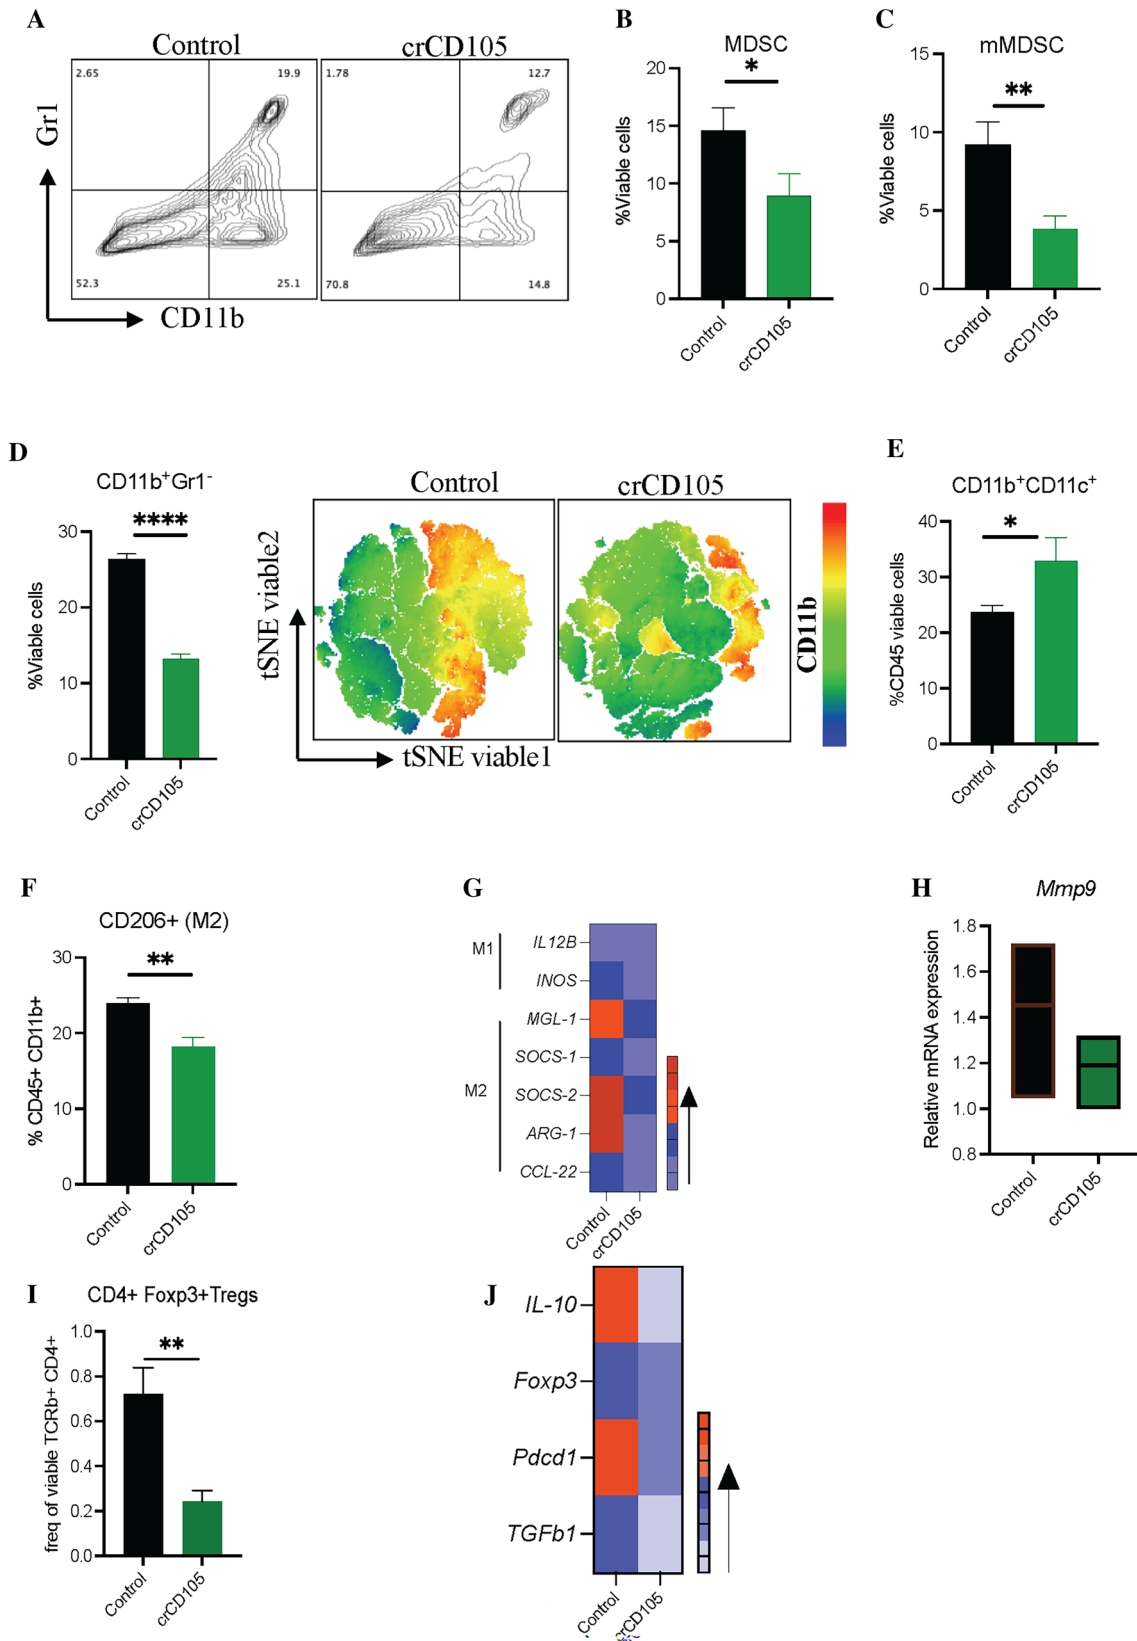 A
Control
crCD105
2.65
19.9
1.78
12.7
52.3
25.1
70.8
14.8
Gr1
CD11b
B
MDSC
*
%Viable cells
20
15
10
5
0
Control
crCD105
C
mMDSC
**
%Viable cells
15
10
5
0
Control
crCD105
D
CD11b+Gr1-
****
%Viable cells
30
20
10
0
Control
crCD105
Control
crCD105
tSNE viable2
tSNE viable1
CD11b
E
CD11b+CD11c+
*
%CD45 viable cells
40
30
20
10
0
Control
crCD105
F
CD206+ (M2)
**
% CD45+ CD11b+
30
20
10
0
Control
crCD105
G
M1
IL12B
INOS
M2
MGL-1
SOCS-1
SOCS-2
ARG-1
CCL-22
Control
crCD105
H
Mmp9
Relative mRNA expression
1.8
1.6
1.4
1.2
1.0
0.8
Control
crCD105
I
CD4+ Foxp3+Tregs
**
freq of viable TCRb+ CD4+
1.0
0.8
0.6
0.4
0.2
0.0
Control
crCD105
J
IL-10
Foxp3
Pdcd1
TGFb1
Control
crCD105